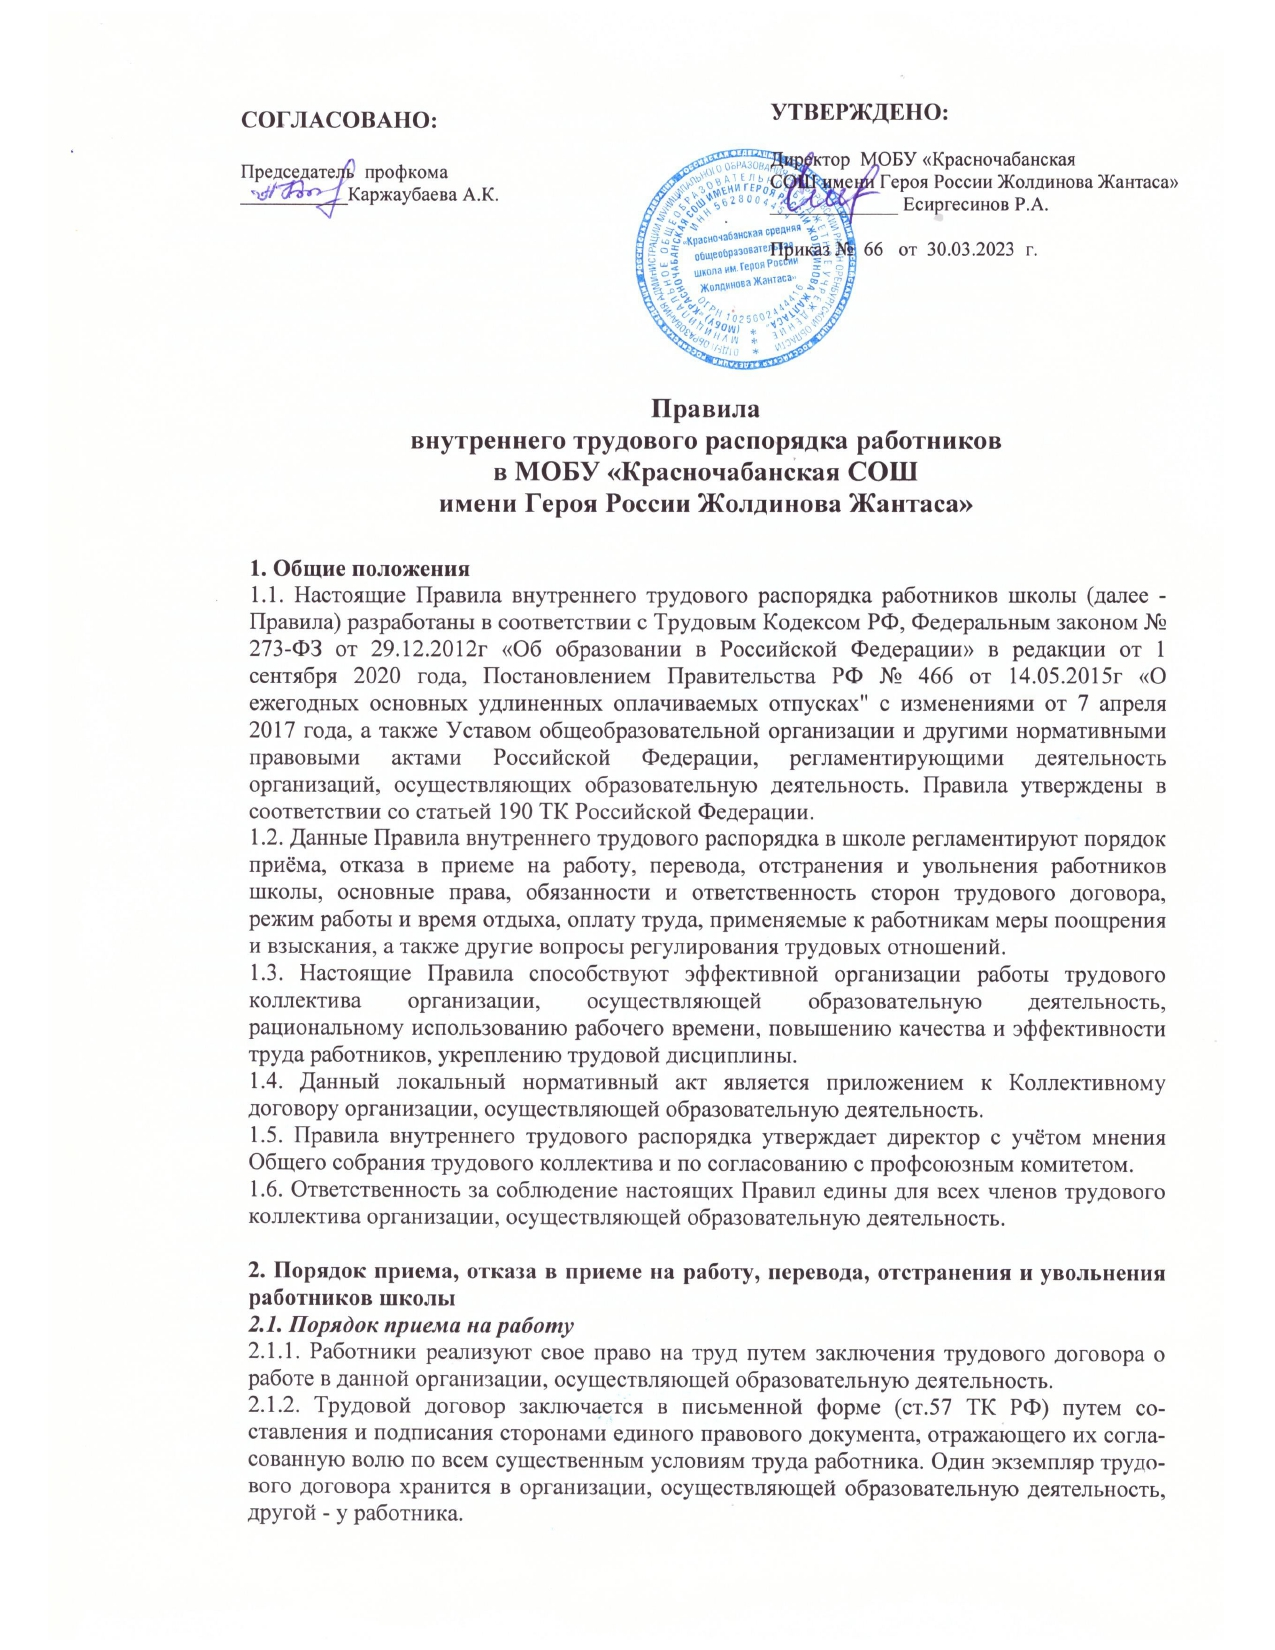 СОГЛАСОВАНО:
Председатель профкома
___________Каржаубаева А.К.
УТВЕРЖДЕНО:
Директор МОБУ «Красночабанская
СОШ имени Героя России Жолдинова Жантаса»
_____________ Есиргесинов Р.А.
Приказ № 66 от 30.03.2023 г.
«Красночабанская средняя
общеобразовательная
школа им. Героя России
Жолдинова Жантаса»
Правила
внутреннего трудового распорядка работников
в МОБУ «Красночабанская СОШ
имени Героя России Жолдинова Жантаса»
1. Общие положения
1.1. Настоящие Правила внутреннего трудового распорядка работников школы (далее -
Правила) разработаны в соответствии с Трудовым Кодексом РФ, Федеральным законом №
273-ФЗ от 29.12.2012г «Об образовании в Российской Федерации» в редакции от 1
сентября 2020 года, Постановлением Правительства РФ № 466 от 14.05.2015г «О
ежегодных основных удлиненных оплачиваемых отпусках" с изменениями от 7 апреля
2017 года, а также Уставом общеобразовательной организации и другими нормативными
правовыми актами Российской Федерации, регламентирующими деятельность
организаций, осуществляющих образовательную деятельность. Правила утверждены в
соответствии со статьей 190 ТК Российской Федерации.
1.2. Данные Правила внутреннего трудового распорядка в школе регламентируют порядок
приёма, отказа в приеме на работу, перевода, отстранения и увольнения работников
школы, основные права, обязанности и ответственность сторон трудового договора,
режим работы и время отдыха, оплату труда, применяемые к работникам меры поощрения
и взыскания, а также другие вопросы регулирования трудовых отношений.
1.3. Настоящие Правила способствуют эффективной организации работы трудового
коллектива организации, осуществляющей образовательную деятельность,
рациональному использованию рабочего времени, повышению качества и эффективности
труда работников, укреплению трудовой дисциплины.
1.4. Данный локальный нормативный акт является приложением к Коллективному
договору организации, осуществляющей образовательную деятельность.
1.5. Правила внутреннего трудового распорядка утверждает директор с учётом мнения
Общего собрания трудового коллектива и по согласованию с профсоюзным комитетом.
1.6. Ответственность за соблюдение настоящих Правил едины для всех членов трудового
коллектива организации, осуществляющей образовательную деятельность.
2. Порядок приема, отказа в приеме на работу, перевода, отстранения и увольнения
работников школы
2.1. Порядок приема на работу
2.1.1. Работники реализуют свое право на труд путем заключения трудового договора о
работе в данной организации, осуществляющей образовательную деятельность.
2.1.2. Трудовой договор заключается в письменной форме (ст.57 ТК РФ) путем со-
ставления и подписания сторонами единого правового документа, отражающего их согла-
сованную волю по всем существенным условиям труда работника. Один экземпляр трудо-
вого договора хранится в организации, осуществляющей образовательную деятельность,
другой - у работника.